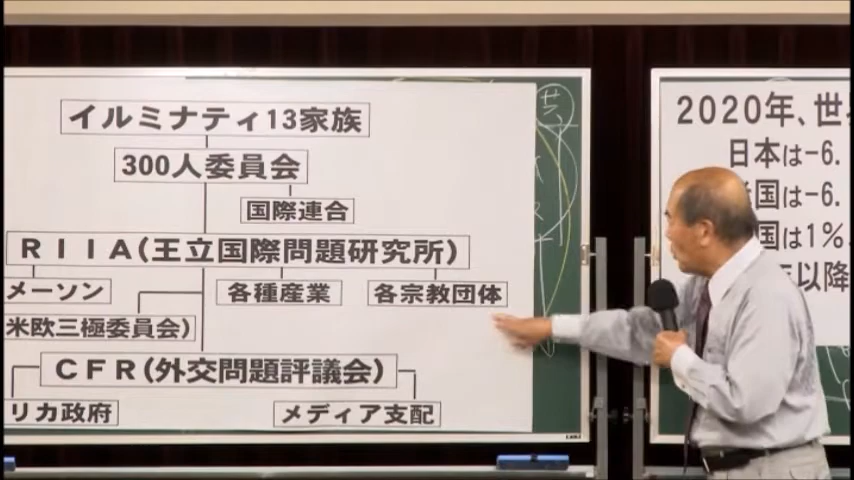 イルミナティ13家族
300人委員会
国際連合
RIIA(王立国際問題研究所)
メーソン
各種産業
各宗教団体
米欧三極委員会)
CFR(外交問題評議会)
リカ政府
メディア支配
2020年、世
日本は-6.
国は-6.
国は1%
以降